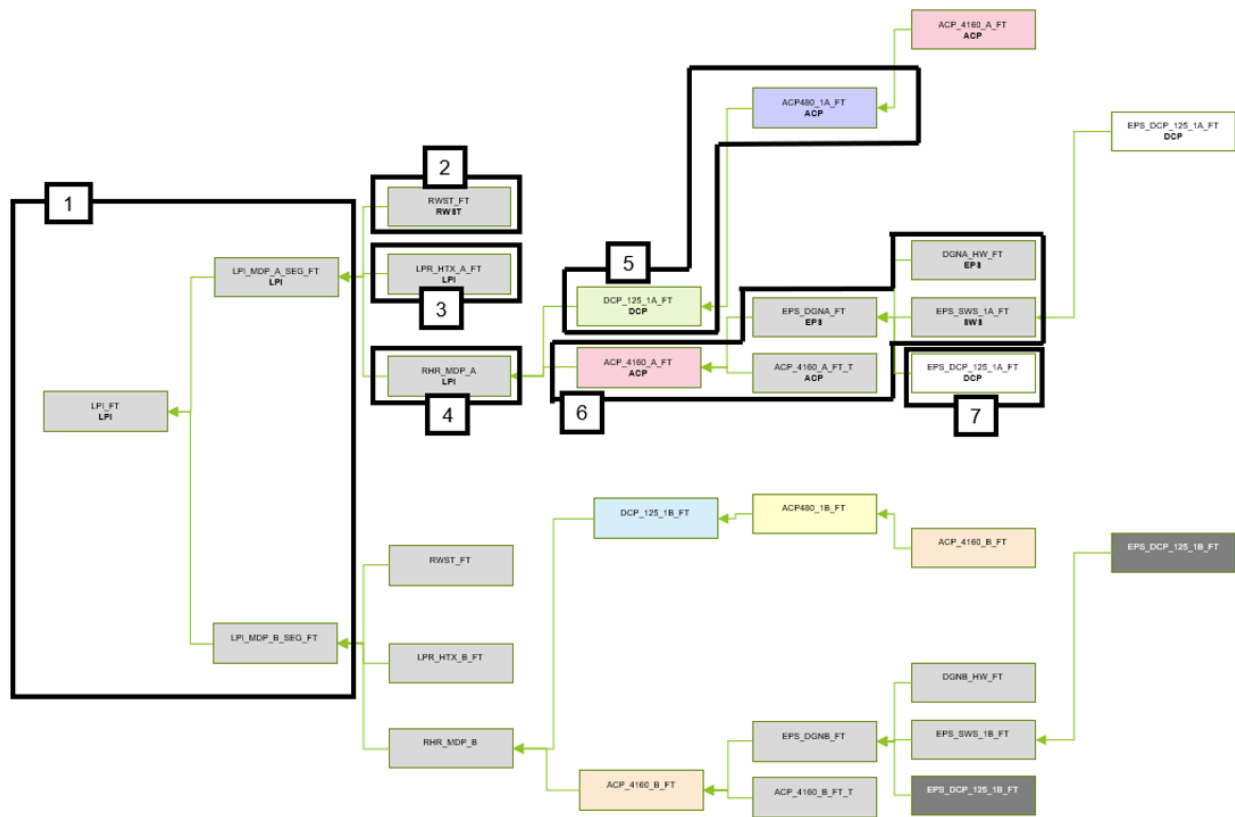 ACP_4160_A_FT
ACP
ACP480_1A_FT
ACP
EPS_DCP_125_1A_FT
DCP
2
1
RWST_FT
RWST
LPI_MDP_A_SEG_FT
LPI
LPR_HTX_A_FT
LPI
3
5
DCP_125_1A_FT
DCP
DGNA_HW_FT
EPS
EPS_DGNA_FT
EPS
EPS_SWS_1A_FT
SWS
RHR_MDP_A
LPI
4
ACP_4160_A_FT
ACP
6
ACP_4160_A_FT_T
ACP
EPS_DCP_125_1A_FT
DCP
7
LPI_FT
LPI
DCP_125_1B_FT
ACP480_1B_FT
ACP_4160_B_FT
EPS_DCP_125_1B_FT
RWST_FT
LPI_MDP_B_SEG_FT
LPR_HTX_B_FT
RHR_MDP_B
DGNB_HW_FT
EPS_DGNB_FT
EPS_SWS_1B_FT
ACP_4160_B_FT
ACP_4160_B_FT_T
EPS_DCP_125_1B_FT